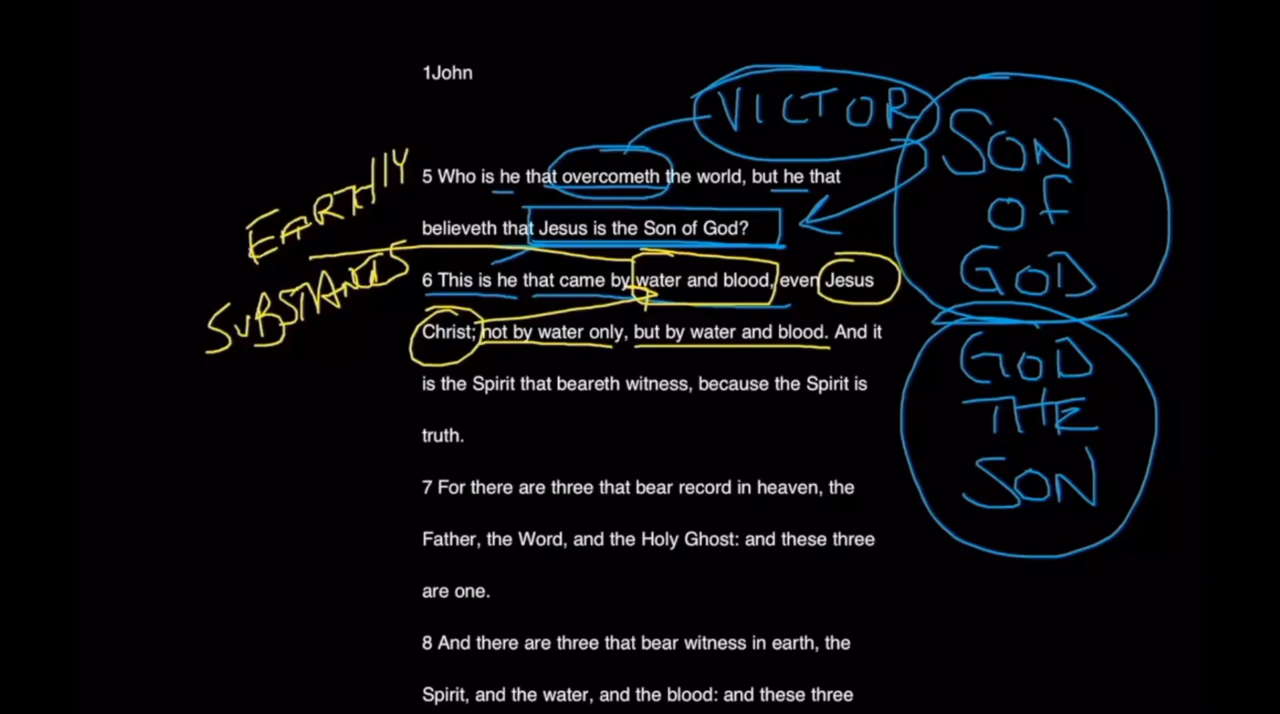 1John
VICTOR
SON
OF
GOD
EARTHLY
5 Who is he that overcometh the world, but he that
believeth that Jesus is the Son of God?
SUBSTANCES
6 This is he that came by water and blood, even Jesus
Christ; not by water only, but by water and blood. And it
GOD
THE
SON
is the Spirit that beareth witness, because the Spirit is
truth.
7 For there are three that bear record in heaven, the
Father, the Word, and the Holy Ghost: and these three
are one.
8 And there are three that bear witness in earth, the
Spirit, and the water, and the blood: and these three